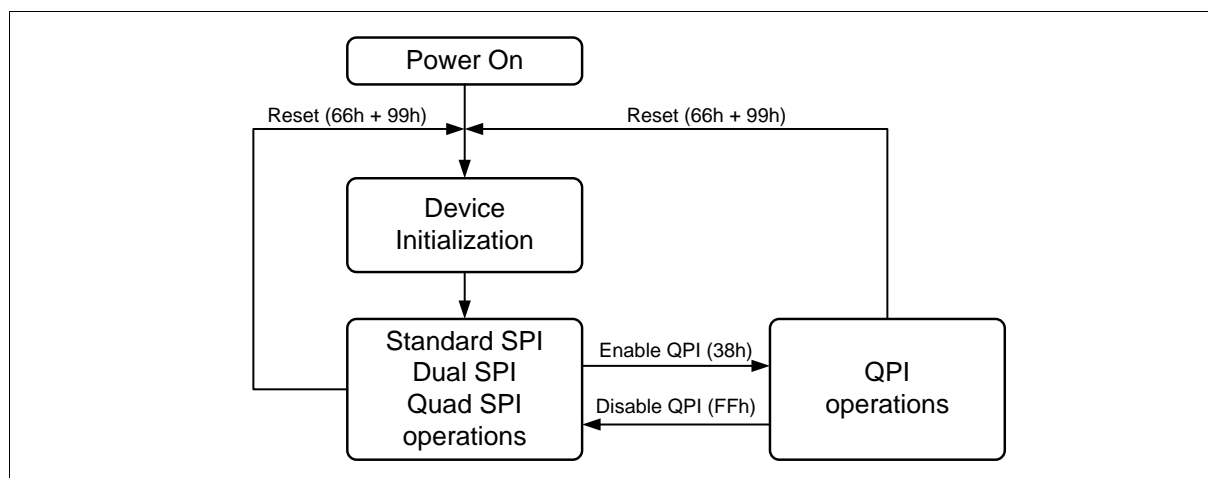 Power On
Reset (66h + 99h)
Reset (66h + 99h)
Device
Initialization
Standard SPI
Dual SPI
Quad SPI
operations
Enable QPI (38h)
Disable QPI (FFh)
QPI
operations